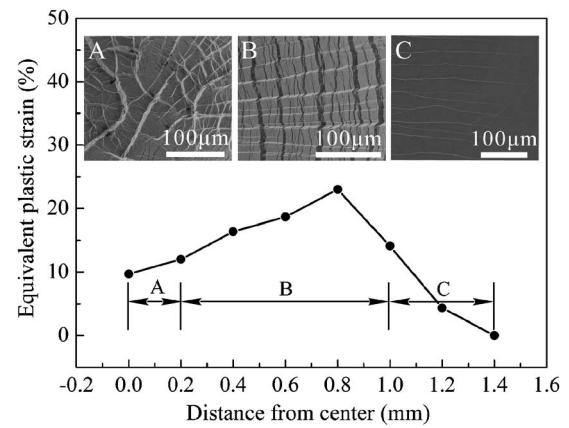 50
40
30
20
10
0
Equivalent plastic strain (%)
A
100μm
B
100μm
C
100μm
A
B
C
-0.2 0.0 0.2 0.4 0.6 0.8 1.0 1.2 1.4 1.6
Distance from center (mm)